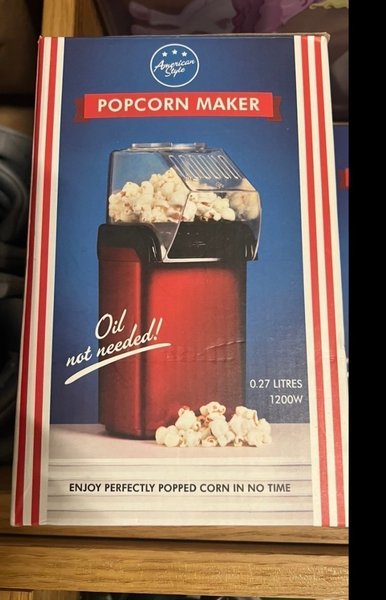 American
Style
POPCORN MAKER
Oil
not needed!
0.27 LITRES
1200W
ENJOY PERFECTLY POPPED CORN IN NO TIME